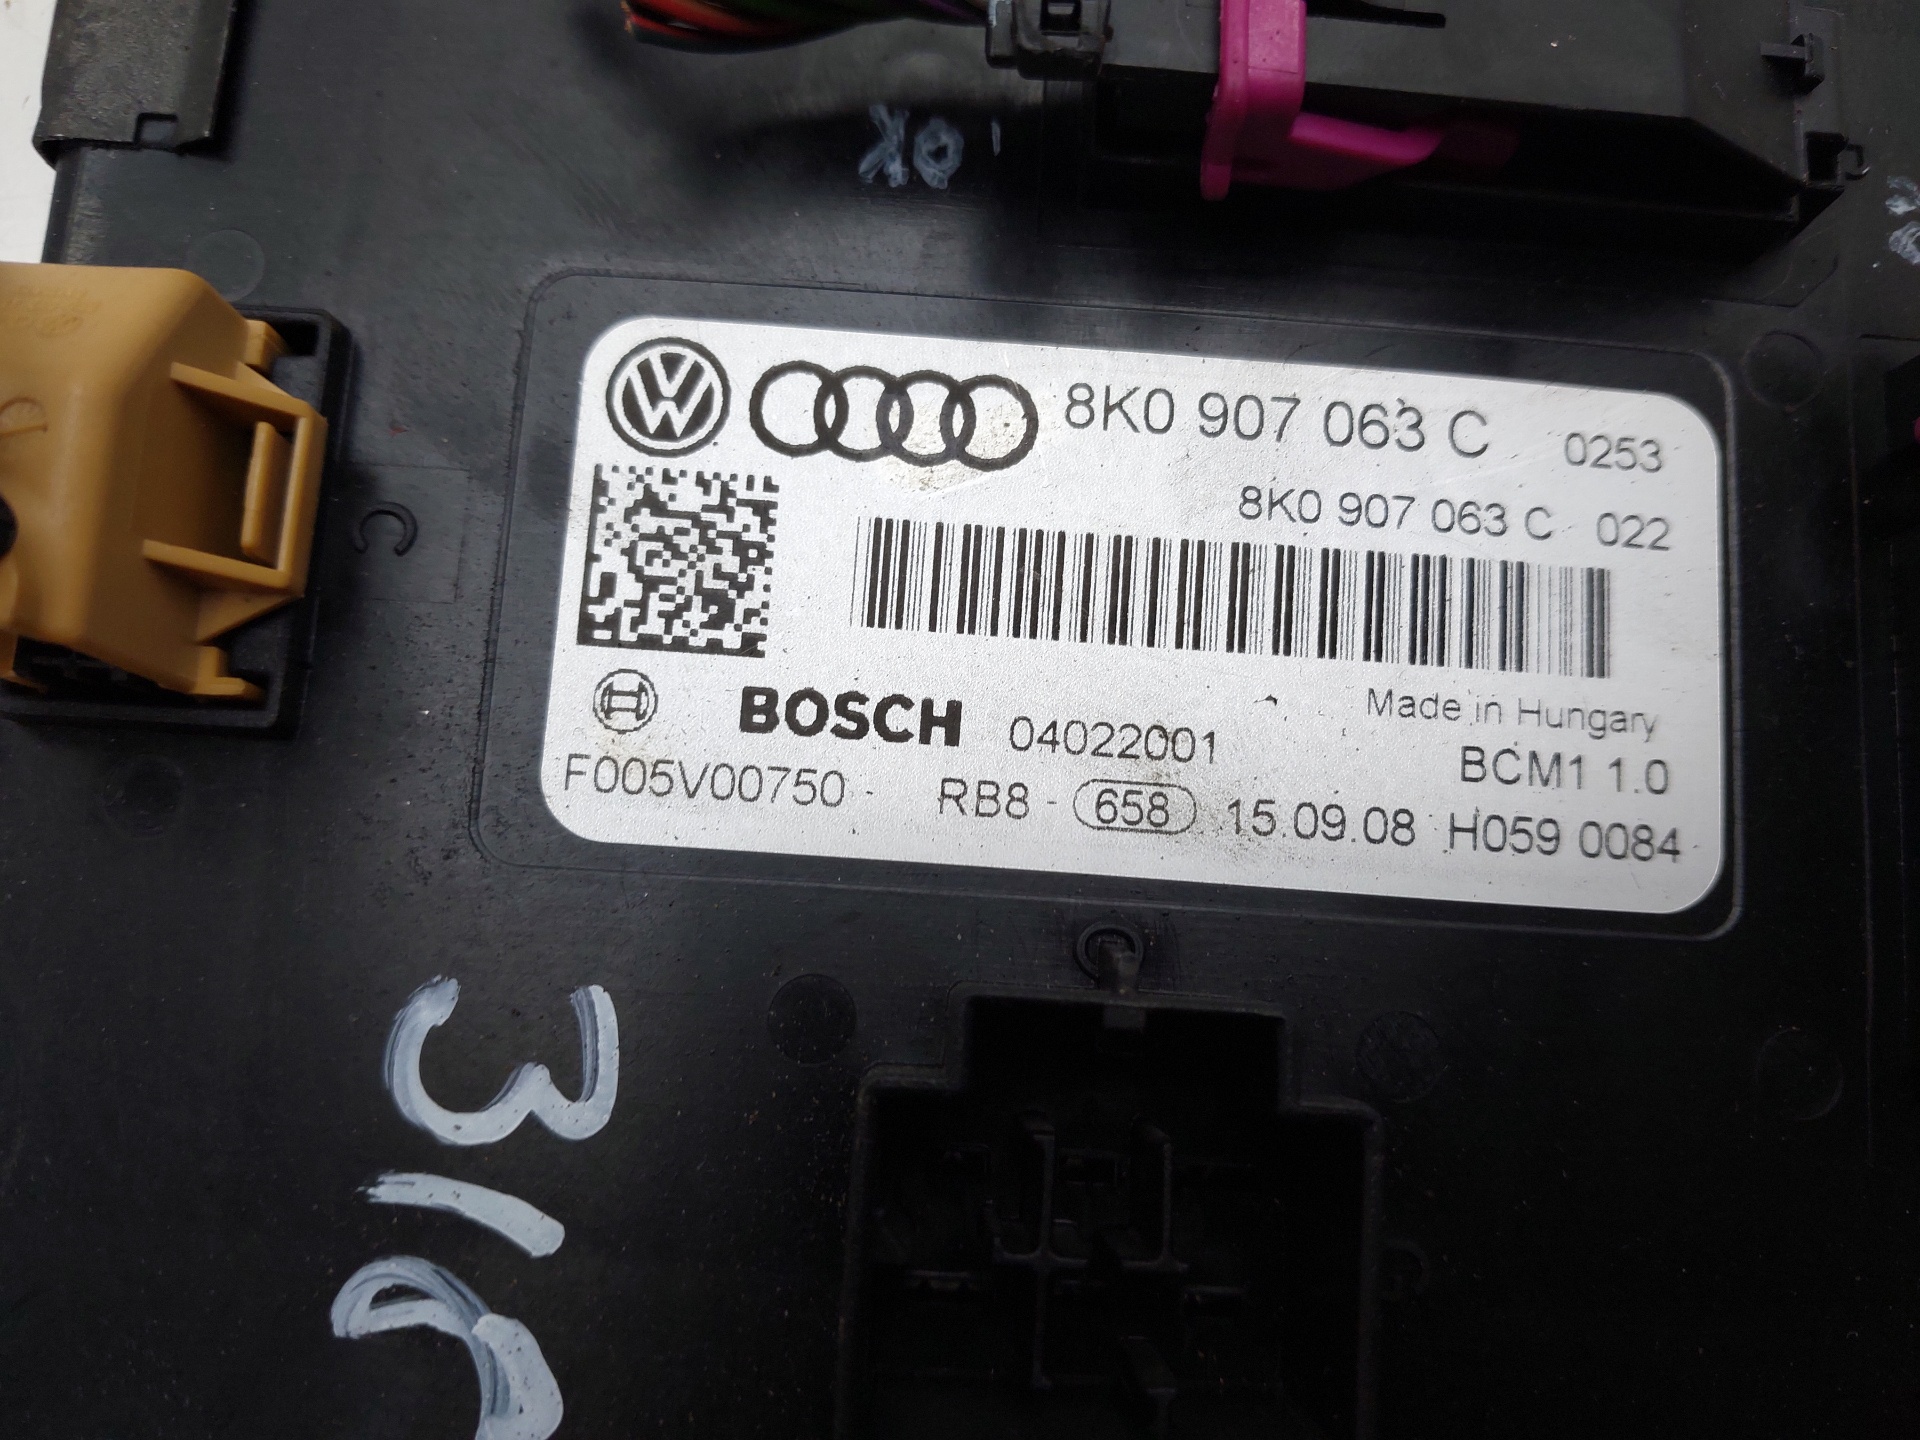 OK
8K0 907 063 C 0253
8K0 907 063 C 022
Made in Hungary
BOSCH 04022001
BCM1 1.0
F005V00750 - RB8 - 658 15.09.08 H059 0084
C